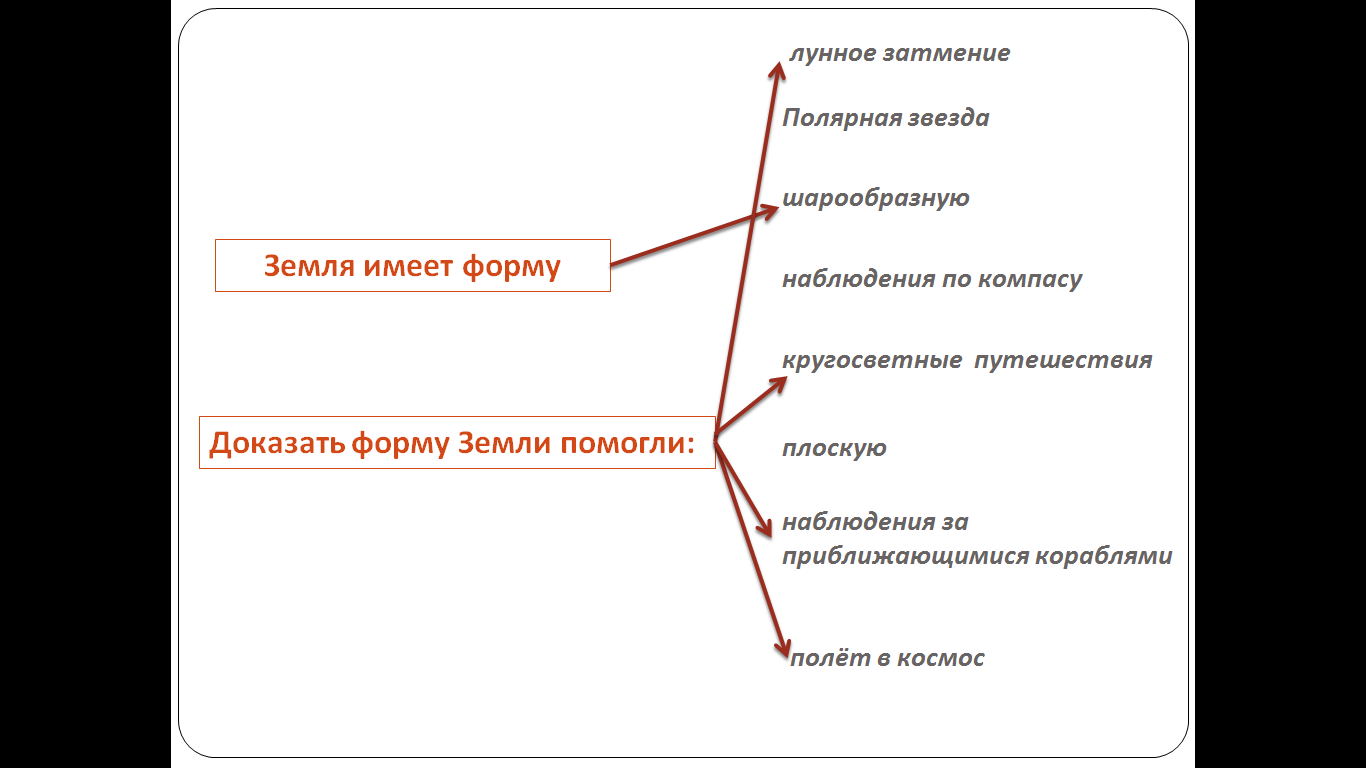 лунное затмение
Полярная звезда
шарообразную
Земля имеет форму
наблюдения по компасу
кругосветные путешествия
Доказать форму Земли помогли:
плоскую
наблюдения за
приближающимися кораблями
полёт в космос